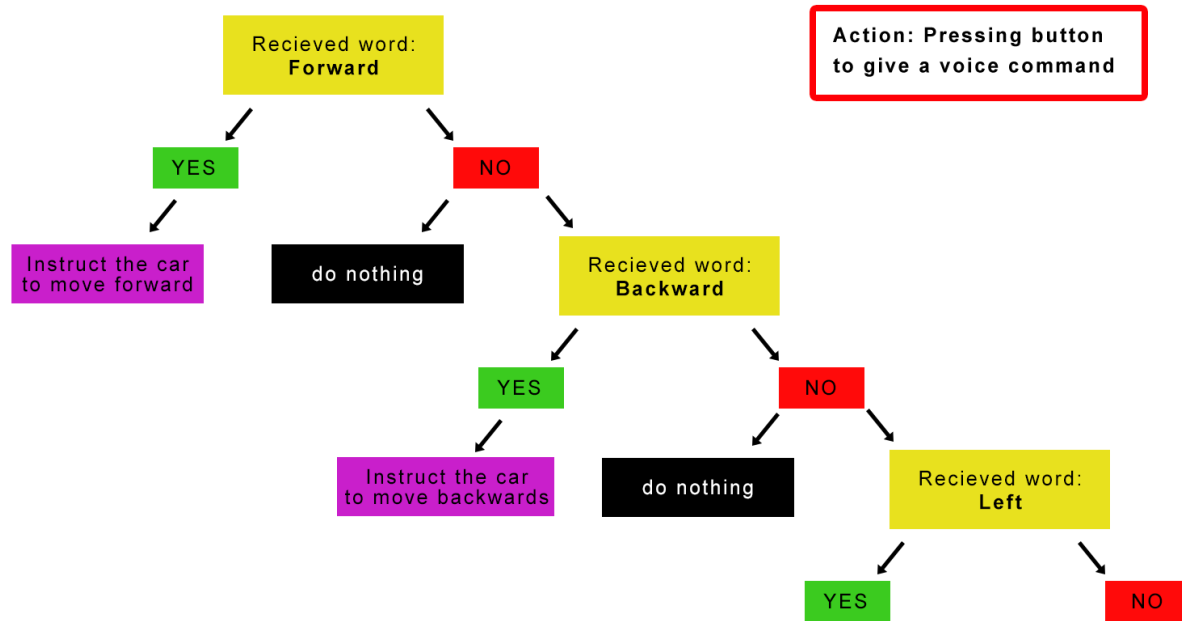 Recieved word:
Forward
Action: Pressing button
to give a voice command
YES
NO
Instruct the car
to move forward
do nothing
Recieved word:
Backward
YES
NO
Instruct the car
to move backwards
do nothing
Recieved word:
Left
YES
NO